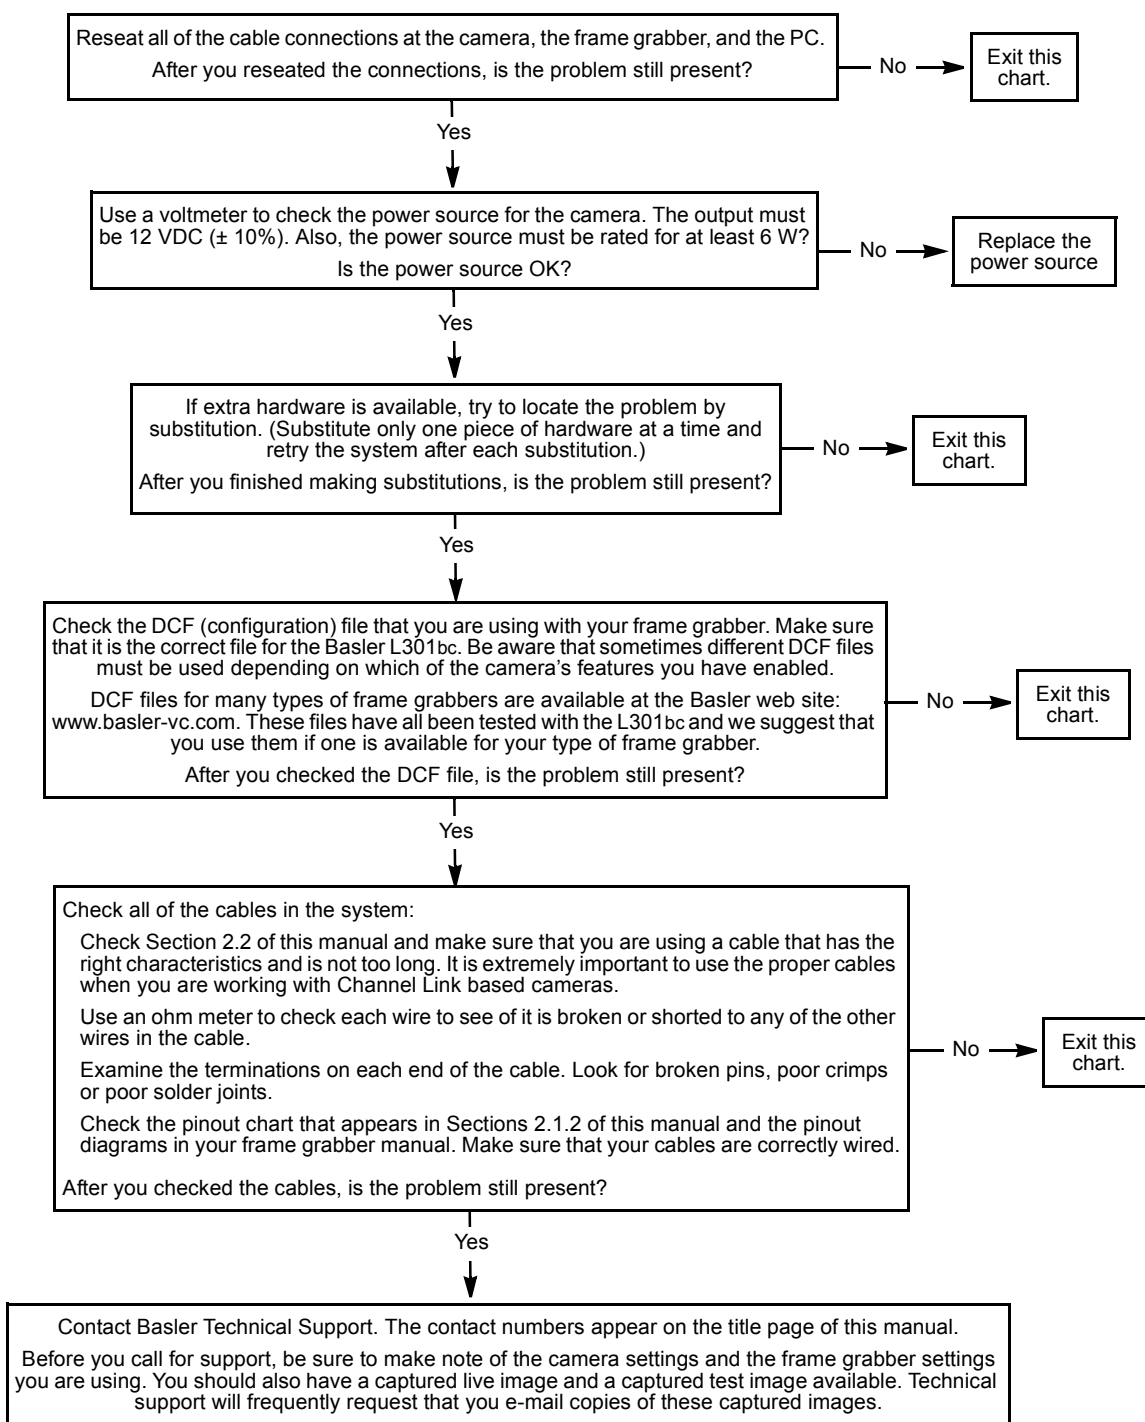 Reseat all of the cable connections at the camera, the frame grabber, and the PC.
After you reseated the connections, is the problem still present?
No
Exit this
chart.
Yes
Use a voltmeter to check the power source for the camera. The output must
be 12 VDC (± 10%). Also, the power source must be rated for at least 6 W?
Is the power source OK?
No
Replace the
power source
Yes
If extra hardware is available, try to locate the problem by
substitution. (Substitute only one piece of hardware at a time and
retry the system after each substitution.)
After you finished making substitutions, is the problem still present?
No
Exit this
chart.
Yes
Check the DCF (configuration) file that you are using with your frame grabber. Make sure
that it is the correct file for the Basler L301bc. Be aware that sometimes different DCF files
must be used depending on which of the camera’s features you have enabled.
DCF files for many types of frame grabbers are available at the Basler web site:
www.basler-vc.com. These files have all been tested with the L301bc and we suggest that
you use them if one is available for your type of frame grabber.
After you checked the DCF file, is the problem still present?
No
Exit this
chart.
Yes
Check all of the cables in the system:
Check Section 2.2 of this manual and make sure that you are using a cable that has the
right characteristics and is not too long. It is extremely important to use the proper cables
when you are working with Channel Link based cameras.
Use an ohm meter to check each wire to see of it is broken or shorted to any of the other
wires in the cable.
Examine the terminations on each end of the cable. Look for broken pins, poor crimps
or poor solder joints.
Check the pinout chart that appears in Sections 2.1.2 of this manual and the pinout
diagrams in your frame grabber manual. Make sure that your cables are correctly wired.
After you checked the cables, is the problem still present?
No
Exit this
chart.
Yes
Contact Basler Technical Support. The contact numbers appear on the title page of this manual.
Before you call for support, be sure to make note of the camera settings and the frame grabber settings
you are using. You should also have a captured live image and a captured test image available. Technical
support will frequently request that you e-mail copies of these captured images.